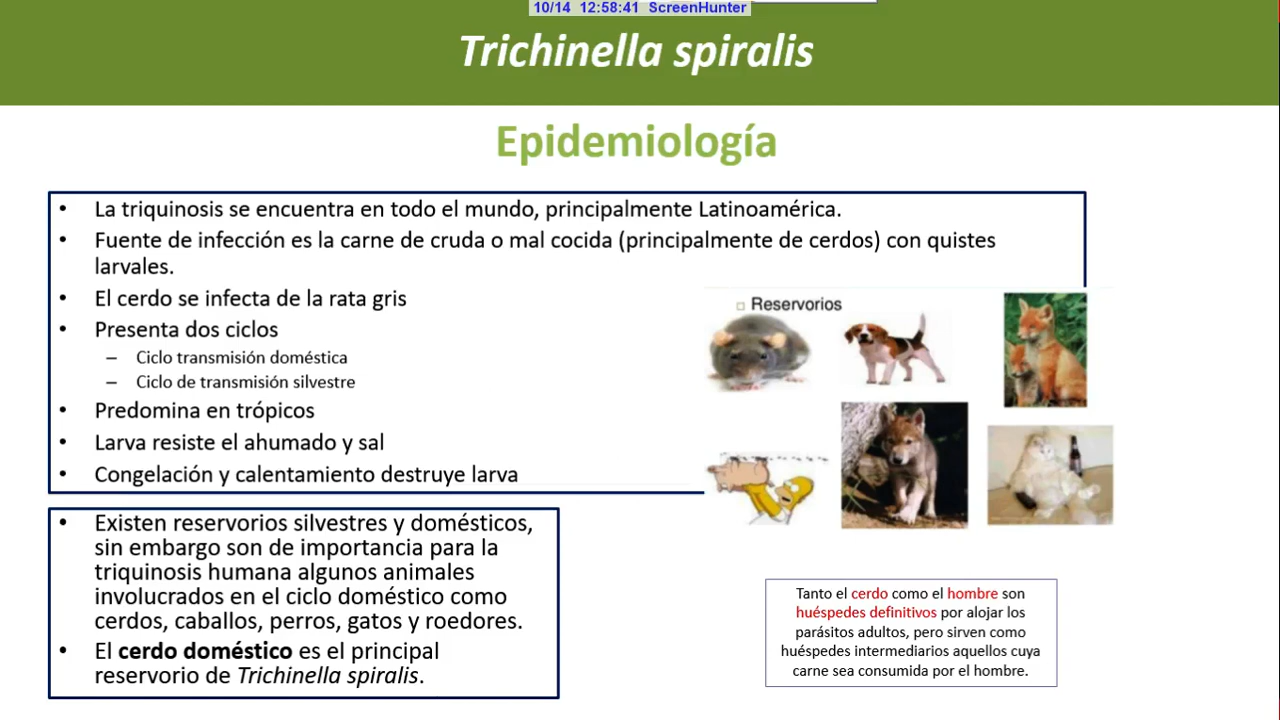 10/14 12:58:41 ScreenHunter
Trichinella spiralis
Epidemiología
• La triquinosis se encuentra en todo el mundo, principalmente Latinoamérica.
• Fuente de infección es la carne de cruda o mal cocida (principalmente de cerdos) con quistes
larvales.
• El cerdo se infecta de la rata gris
• Presenta dos ciclos
– Ciclo transmisión doméstica
– Ciclo de transmisión silvestre
• Predomina en trópicos
• Larva resiste el ahumado y sal
• Congelación y calentamiento destruye larva
Reservorios
• Existen reservorios silvestres y domésticos,
sin embargo son de importancia para la
triquinosis humana algunos animales
involucrados en el ciclo doméstico como
cerdos, caballos, perros, gatos y roedores.
• El cerdo doméstico es el principal
reservorio de Trichinella spiralis.
Tanto el cerdo como el hombre son
huéspedes definitivos por alojar los
parásitos adultos, pero sirven como
huéspedes intermediarios aquellos cuya
carne sea consumida por el hombre.